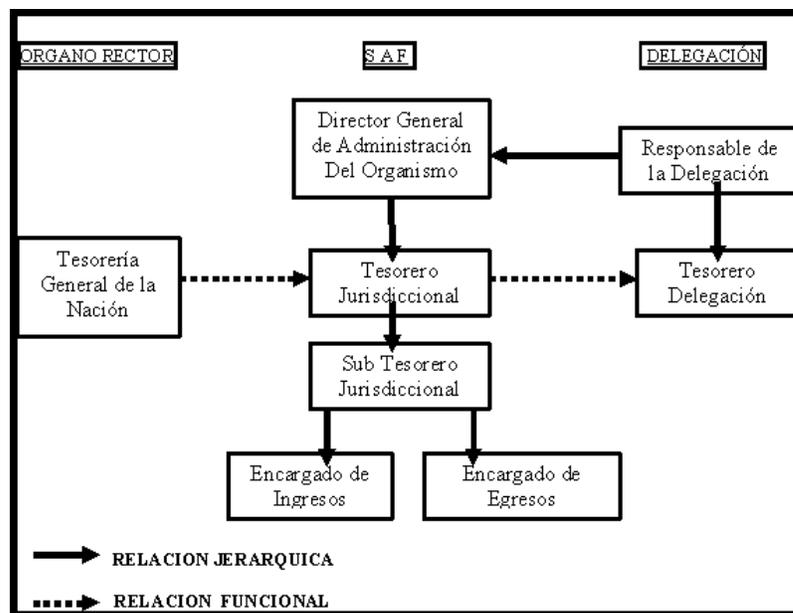 ORGANO RECTOR
S A F
DELEGACIÓN
Director General
de Administración
Del Organismo
Responsable de
la Delegación
Tesorería
General de la
Nación
Tesorero
Jurisdiccional
Tesorero
Delegación
Sub Tesorero
Jurisdiccional
Encargado de
Ingresos
Encargado de
Egresos
RELACION JERARQUICA
RELACION FUNCIONAL